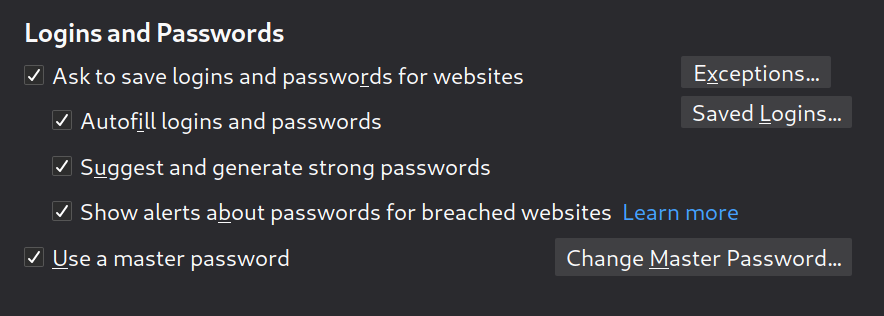 Logins and Passwords
Ask to save logins and passwords for websites Exceptions...
Autofill logins and passwords Saved Logins...
Suggest and generate strong passwords
Show alerts about passwords for breached websites Learn more
Use a master password Change Master Password...